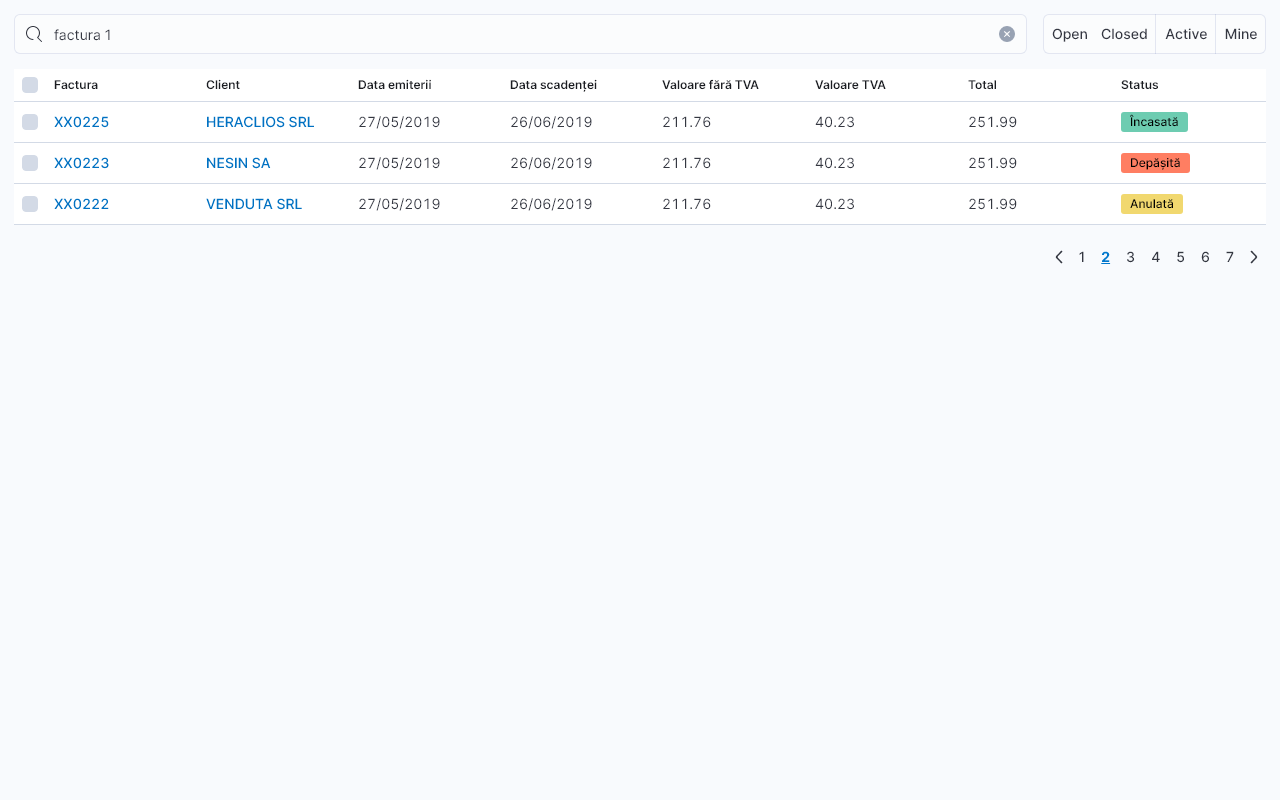 factura 1 Open Closed Active Mine
Factura Client Data emiterii Data scadenței Valoare fără TVA Valoare TVA Total Status
XX0225 HERACLIOS SRL 27/05/2019 26/06/2019 211.76 40.23 251.99 Încasată
XX0223 NESIN SA 27/05/2019 26/06/2019 211.76 40.23 251.99 Depășită
XX0222 VENDUTA SRL 27/05/2019 26/06/2019 211.76 40.23 251.99 Anulată
1 2 3 4 5 6 7